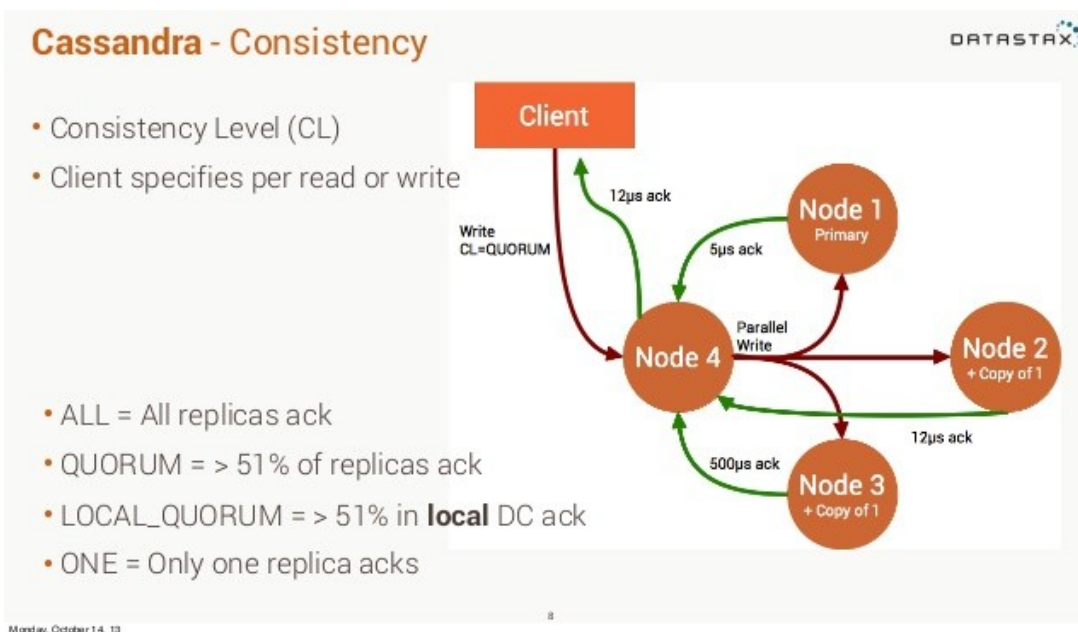 Cassandra - Consistency
DATASTAX
• Consistency Level (CL)
• Client specifies per read or write
Client
12µs ack
Write
CL=QUORUM
Node 1
Primary
5µs ack
Node 4
Parallel
Write
Node 2
+ Copy of 1
12µs ack
500µs ack
Node 3
+ Copy of 1
• ALL = All replicas ack
• QUORUM = > 51% of replicas ack
• LOCAL_QUORUM = > 51% in local DC ack
• ONE = Only one replica acks
8
Monday, October 14, 13